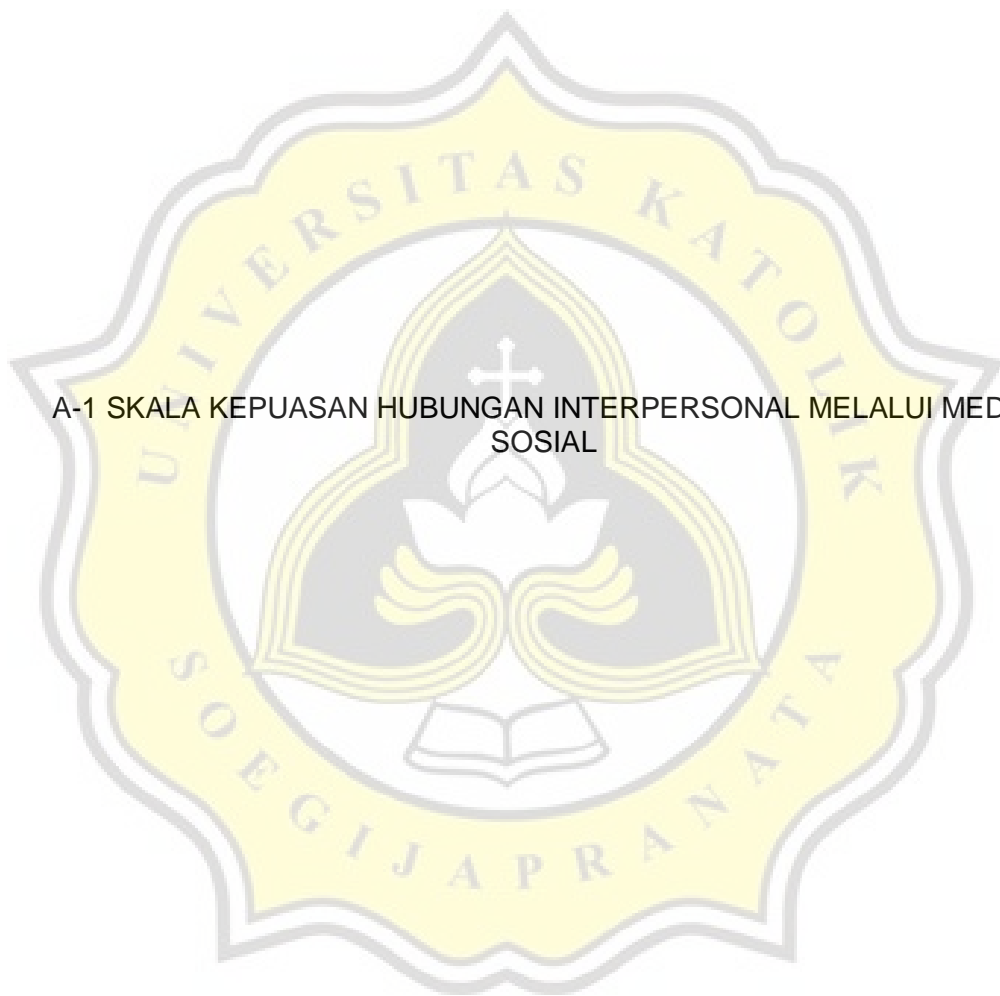 UNIVERSITAS KATOLIK
A-1 SKALA KEPUASAN HUBUNGAN INTERPERSONAL MELALUI MED
SOSIAL
SOEGIJAPRANATA